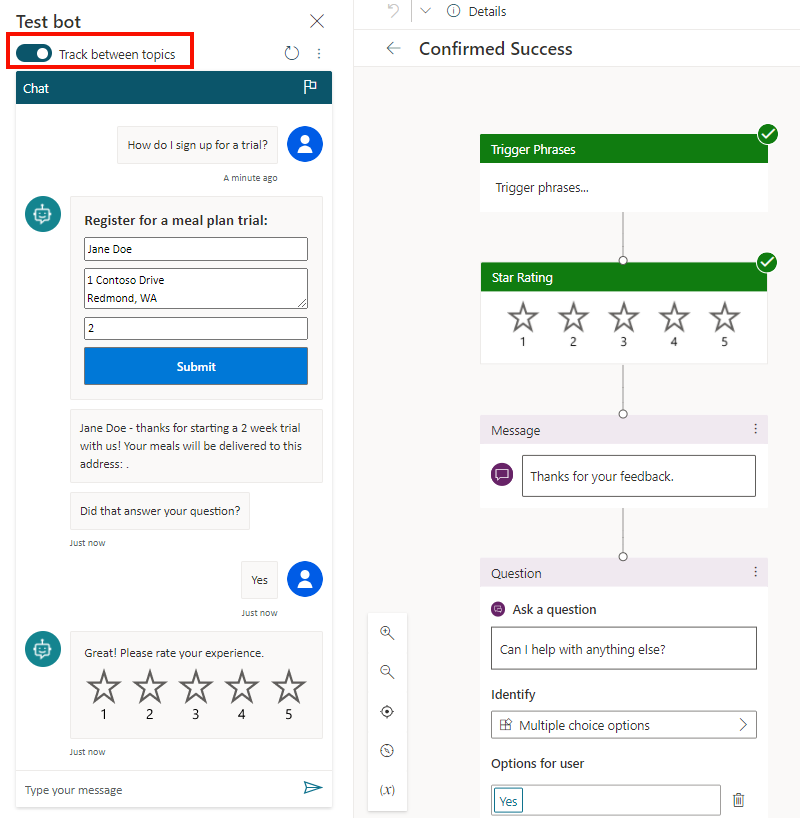 Test bot
Track between topics
Chat
How do I sign up for a trial?
A minute ago
Register for a meal plan trial:
Jane Doe
1 Contoso Drive
Redmond, WA
2
Submit
Jane Doe - thanks for starting a 2 week trial
with us! Your meals will be delivered to this
address: .
Did that answer your question?
Just now
Yes
Just now
Great! Please rate your experience.
1 2 3 4 5
Just now
Type your message
Details
Confirmed Success
Trigger Phrases
Trigger phrases...
Star Rating
1 2 3 4 5
Message
Thanks for your feedback.
Question
Ask a question
Can I help with anything else?
Identify
Multiple choice options
Options for user
Yes
(x)